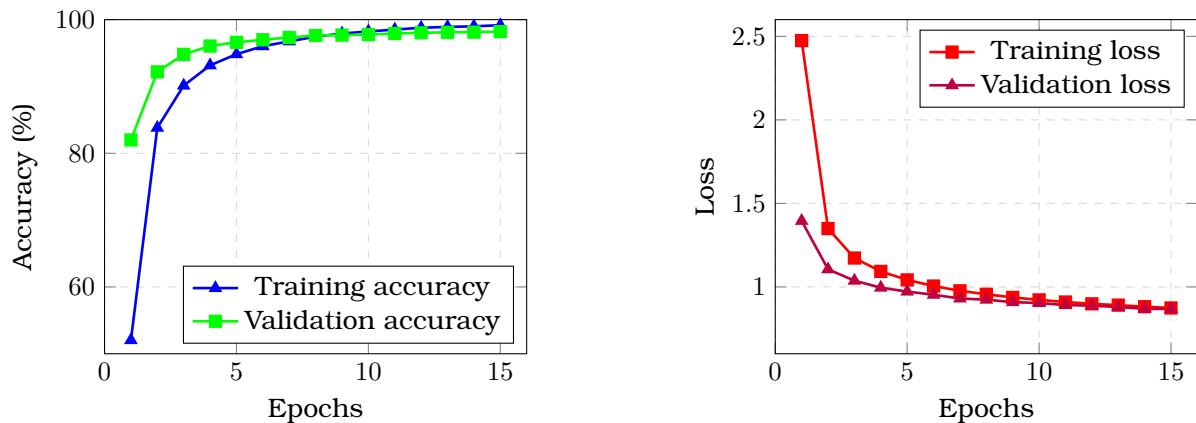 100
80
60
Accuracy (%)
0
5
10
15
Epochs
Training accuracy
Validation accuracy
2.5
2
1.5
1
Loss
0
5
10
15
Epochs
Training loss
Validation loss